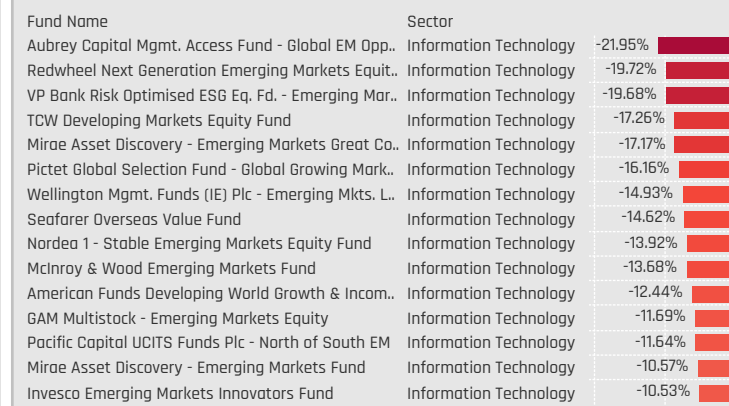 Fund Name Sector
Aubrey Capital Mgmt. Access Fund - Global EM Opp.. Information Technology -21.95%
Redwheel Next Generation Emerging Markets Equit.. Information Technology -19.72%
VP Bank Risk Optimised ESG Eq. Fd. - Emerging Mar.. Information Technology -19.68%
TCW Developing Markets Equity Fund Information Technology -17.26%
Mirae Asset Discovery - Emerging Markets Great Co.. Information Technology -17.17%
Pictet Global Selection Fund - Global Growing Mark.. Information Technology -16.16%
Wellington Mgmt. Funds (IE) Plc - Emerging Mkts. L.. Information Technology -14.93%
Seafarer Overseas Value Fund Information Technology -14.62%
Nordea 1 - Stable Emerging Markets Equity Fund Information Technology -13.92%
McInroy & Wood Emerging Markets Fund Information Technology -13.68%
American Funds Developing World Growth & Incom.. Information Technology -12.44%
GAM Multistock - Emerging Markets Equity Information Technology -11.69%
Pacific Capital UCITS Funds Plc - North of South EM Information Technology -11.64%
Mirae Asset Discovery - Emerging Markets Fund Information Technology -10.57%
Invesco Emerging Markets Innovators Fund Information Technology -10.53%